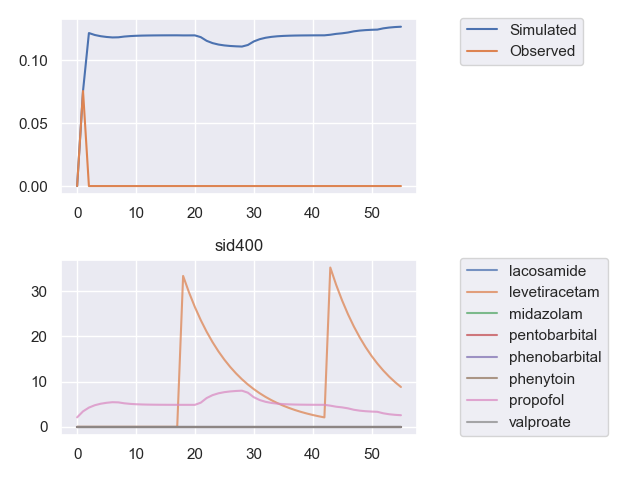 0.10
0.05
0.00
0 10 20 30 40 50
Simulated
Observed
sid400
30
20
10
0
0 10 20 30 40 50
lacosamide
levetiracetam
midazolam
pentobarbital
phenobarbital
phenytoin
propofol
valproate